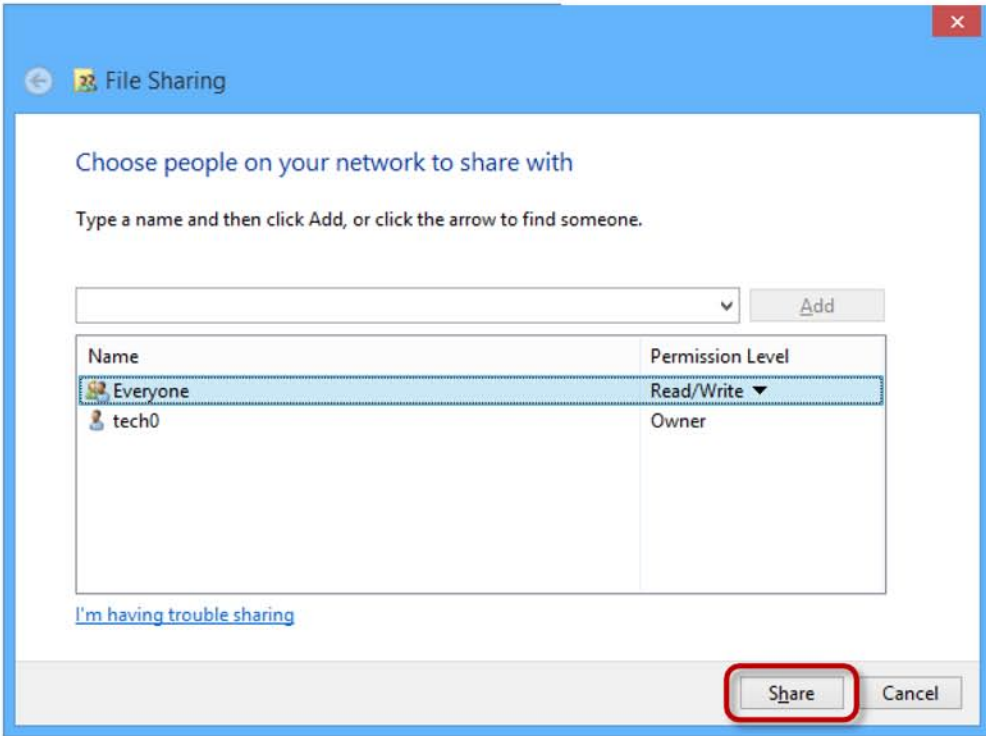 File Sharing
Choose people on your network to share with
Type a name and then click Add, or click the arrow to find someone.
Add
Name Permission Level
Everyone Read/Write
tech0 Owner
I'm having trouble sharing
Share Cancel